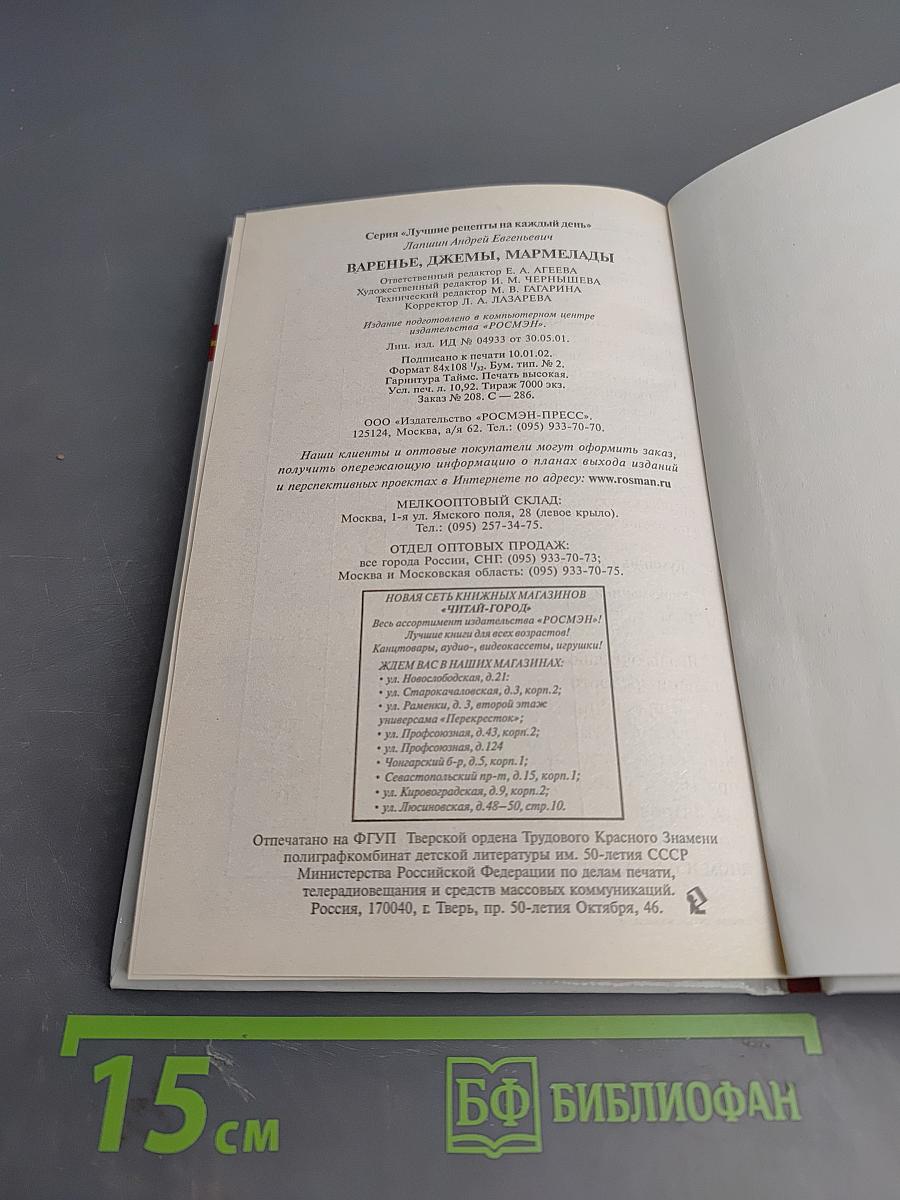 Серия «Лучшие рецепты на каждый день»
Лапшин Андрей Евгеньевич
ВАРЕНЬЕ, ДЖЕМЫ, МАРМЕЛАДЫ
Ответственный редактор Е. А. АГЕЕВА
Художественный редактор И. М. ЧЕРНЫШЕВА
Технический редактор М. В. ГАГАРИНА
Корректор Л. А. ЛАЗАРЕВА
Издание подготовлено в компьютерном центре
издательства «РОСМЭН».
Лиц. изд. ИД № 04933 от 30.05.01.
Подписано к печати 10.01.02.
Формат 84х108 1/32. Бум. тип. № 2.
Гарнитура Таймс. Печать высокая.
Усл. печ. л. 10,92. Тираж 7000 экз.
Заказ № 208. С — 286.
ООО «Издательство «РОСМЭН-ПРЕСС».
125124, Москва, а/я 62. Тел.: (095) 933-70-70.
Наши клиенты и оптовые покупатели могут оформить заказ,
получить опережающую информацию о планах выхода изданий
и перспективных проектах в Интернете по адресу: www.rosman.ru
МЕЛКООПТОВЫЙ СКЛАД:
Москва, 1-я ул. Ямского поля, 28 (левое крыло).
Тел.: (095) 257-34-75.
ОТДЕЛ ОПТОВЫХ ПРОДАЖ:
все города России, СНГ: (095) 933-70-73;
Москва и Московская область: (095) 933-70-75.
НОВАЯ СЕТЬ КНИЖНЫХ МАГАЗИНОВ
«ЧИТАЙ-ГОРОД»
Весь ассортимент издательства «РОСМЭН»!
Лучшие книги для всех возрастов!
Канцтовары, аудио-, видеокассеты, игрушки!
ЖДЕМ ВАС В НАШИХ МАГАЗИНАХ:
• ул. Новослободская, д.21:
• ул. Старокачаловская, д.3, корп.2;
• ул. Раменки, д. 3, второй этаж
универсама «Перекресток»;
• ул. Профсоюзная, д.43, корп.2;
• ул. Профсоюзная, д.124
• Чонгарский б-р, д.5, корп.1;
• Севастопольский пр-т, д.15, корп.1;
• ул. Кировоградская, д.9, корп.2;
• ул. Люсиновская, д.48—50, стр.10.
Отпечатано на ФГУП Тверской ордена Трудового Красного Знамени
полиграфкомбинат детской литературы им. 50-летия СССР
Министерства Российской Федерации по делам печати,
телерадиовещания и средств массовых коммуникаций.
Россия, 170040, г. Тверь, пр. 50-летия Октября, 46.
15 см
БФ БИБЛИОФАН